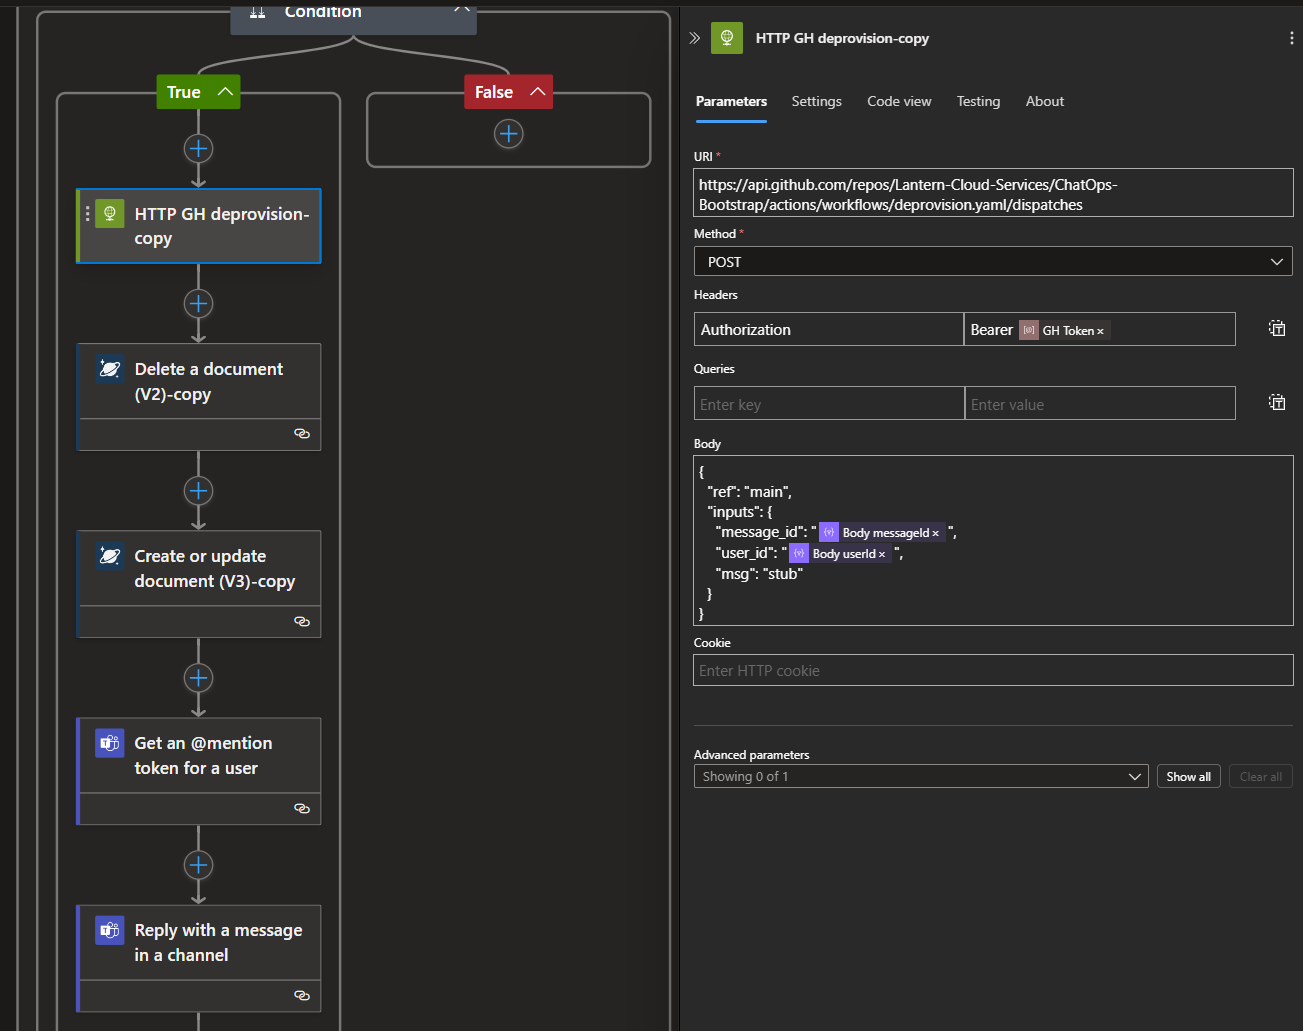 Condition
True
False
HTTP GH deprovision-
copy
Delete a document
(V2)-copy
Create or update
document (V3)-copy
Get an @mention
token for a user
Reply with a message
in a channel
HTTP GH deprovision-copy
Parameters Settings Code view Testing About
URI *
https://api.github.com/repos/Lantern-Cloud-Services/ChatOps-
Bootstrap/actions/workflows/deprovision.yaml/dispatches
Method *
POST
Headers
Authorization Bearer GH Token ×
Queries
Enter key Enter value
Body
{
"ref": "main",
"inputs": {
"message_id": " Body messageId × ",
"user_id": " Body userId × ",
"msg": "stub"
}
}
Cookie
Enter HTTP cookie
Advanced parameters
Showing 0 of 1 Show all Clear all